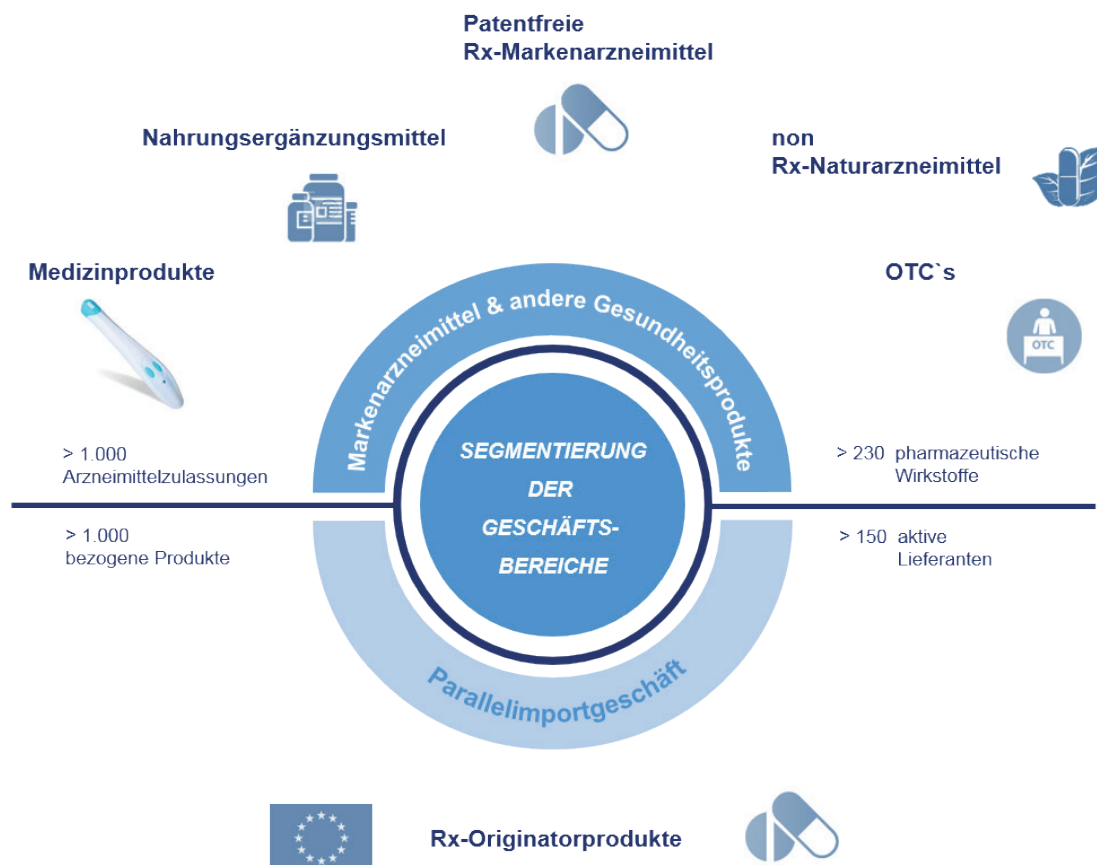 Patentfreie
Rx-Markenarzneimittel
Nahrungsergänzungsmittel
non
Rx-Naturarzneimittel
Medizinprodukte
OTC`s
OTC
Markenarzneimittel & andere Gesundheitsprodukte
> 1.000
Arzneimittelzulassungen
> 230 pharmazeutische
Wirkstoffe
SEGMENTIERUNG
DER
GESCHÄFTS-
BEREICHE
> 1.000
bezogene Produkte
> 150 aktive
Lieferanten
Parallelimportgeschäft
Rx-Originatorprodukte